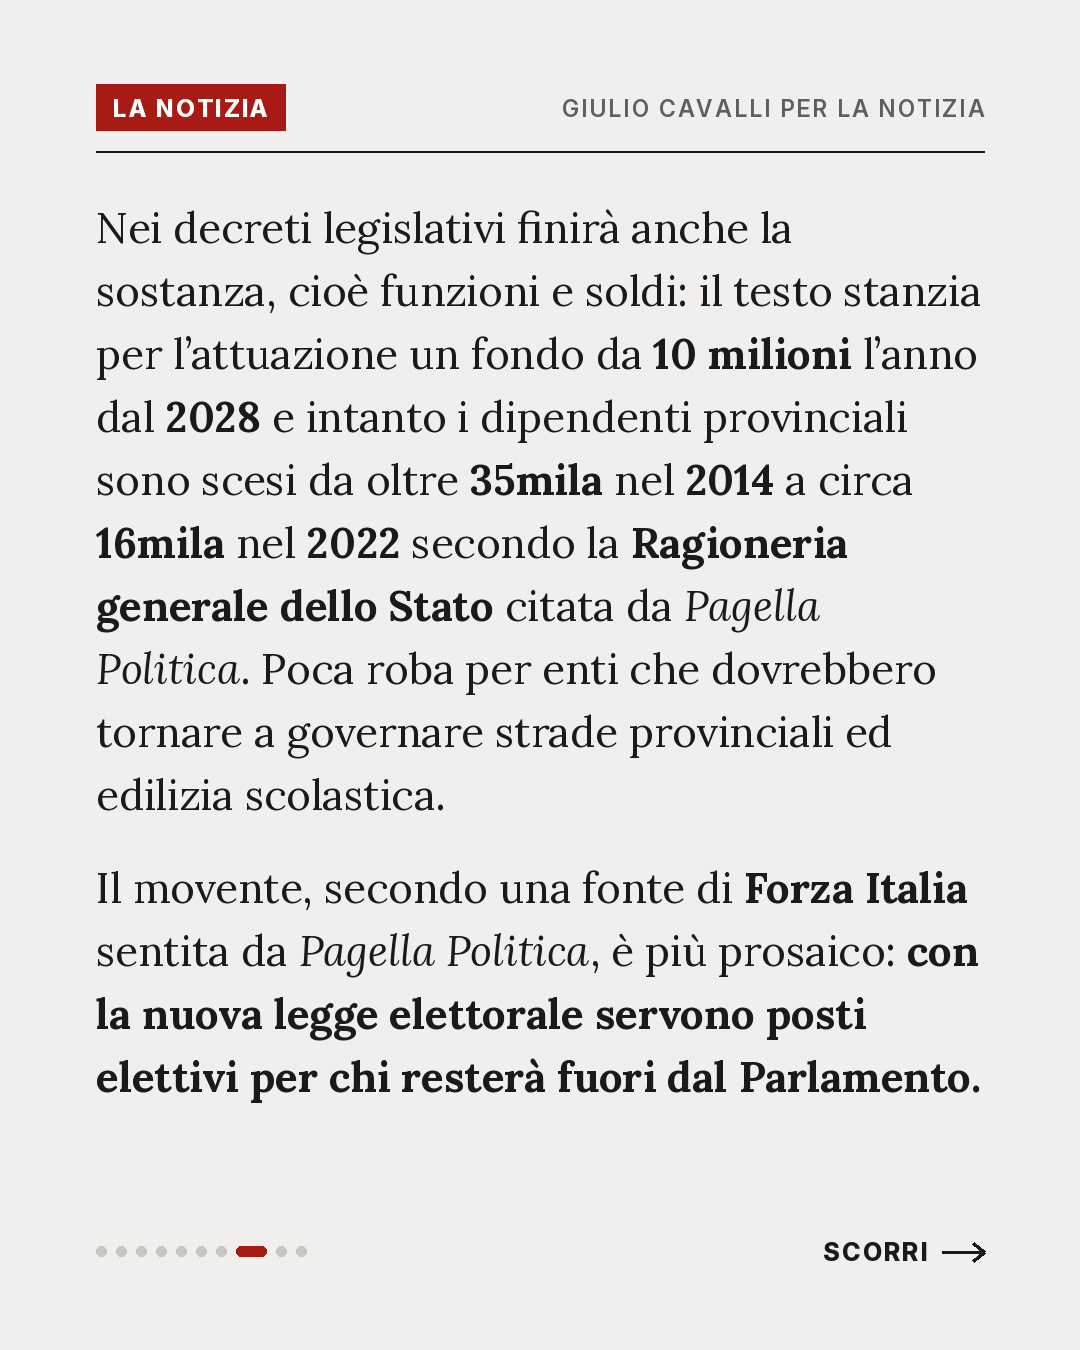 LA NOTIZIA
GIULIO CAVALLI PER LA NOTIZIA
Nei decreti legislativi finirà anche la
sostanza, cioè funzioni e soldi: il testo stanzia
per l’attuazione un fondo da 10 milioni l’anno
dal 2028 e intanto i dipendenti provinciali
sono scesi da oltre 35mila nel 2014 a circa
16mila nel 2022 secondo la Ragioneria
generale dello Stato citata da Pagella
Politica. Poca roba per enti che dovrebbero
tornare a governare strade provinciali ed
edilizia scolastica.
Il movente, secondo una fonte di Forza Italia
sentita da Pagella Politica, è più prosaico: con
la nuova legge elettorale servono posti
elettivi per chi resterà fuori dal Parlamento.
SCORRI